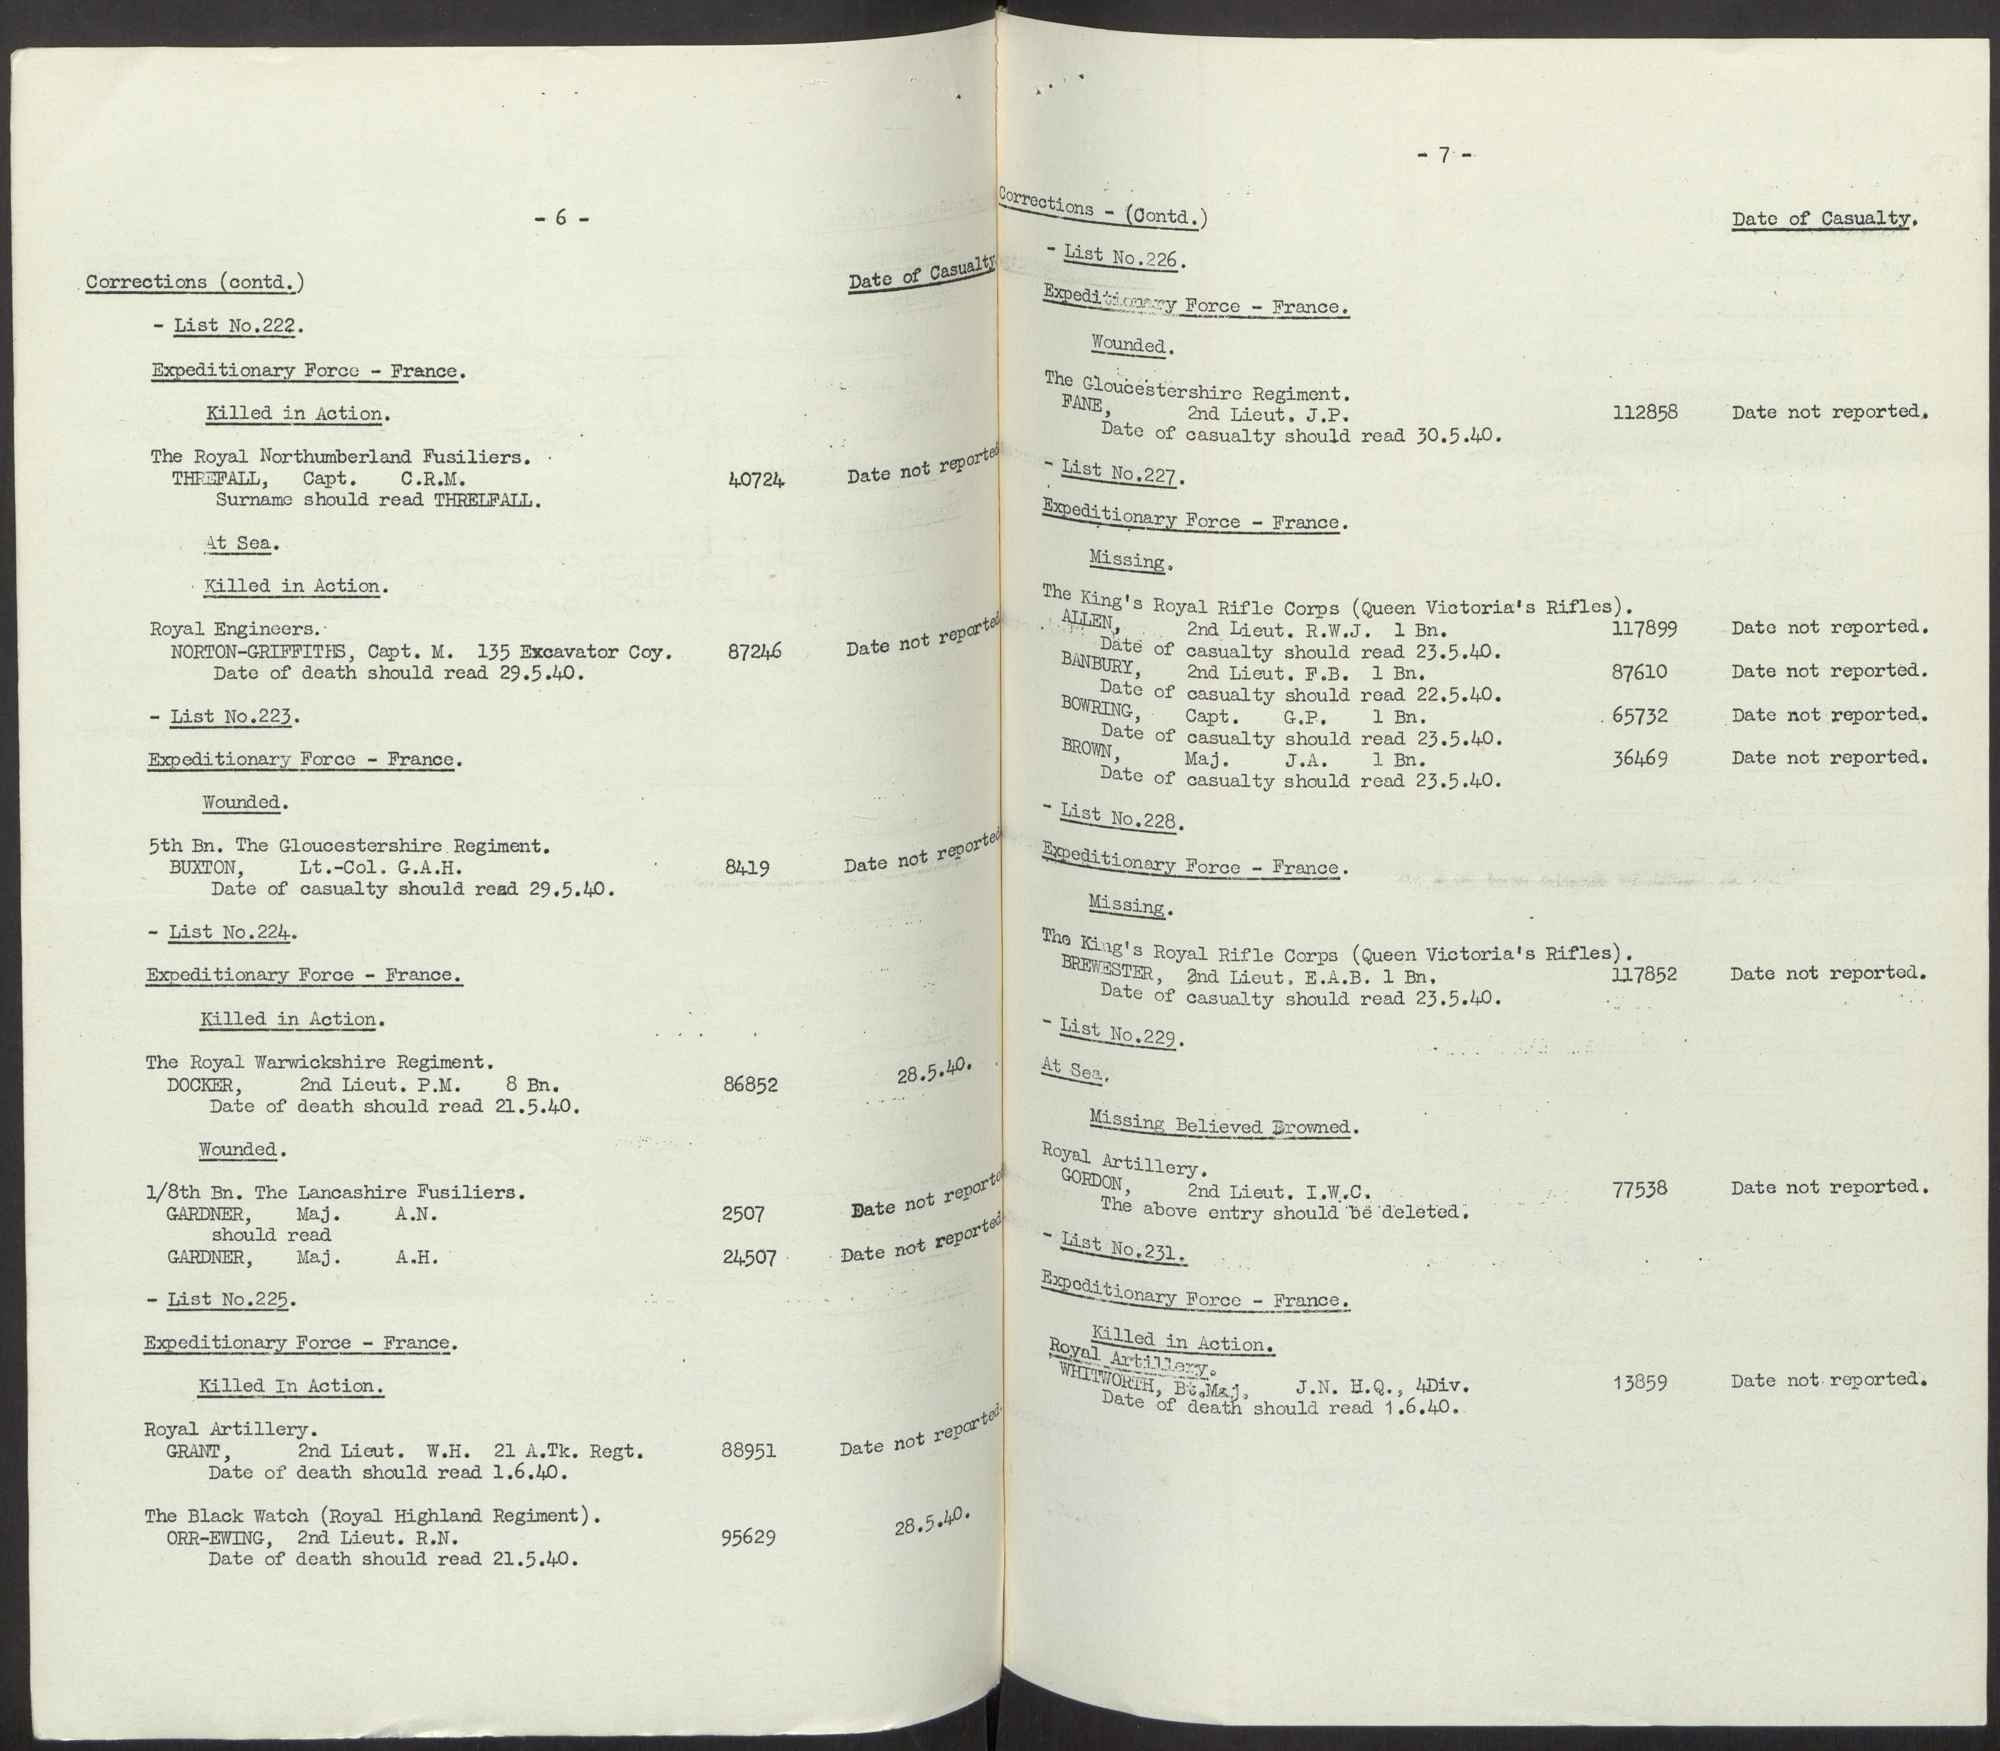 - 6 -
Corrections (contd.) Date of Casualty
- List No.222.
Expeditionary Force - France.
Killed in Action.
The Royal Northumberland Fusiliers.
THREFALL, Capt. C.R.M. 40724 Date not reported
Surname should read THRELFALL.
At Sea.
Killed in Action.
Royal Engineers.
NORTON-GRIFFITHS, Capt. M. 135 Excavator Coy. 87246 Date not reported
Date of death should read 29.5.40.
- List No.223.
Expeditionary Force - France.
Wounded.
5th Bn. The Gloucestershire Regiment.
BUXTON, Lt.-Col. G.A.H. 8419 Date not reported
Date of casualty should read 29.5.40.
- List No.224.
Expeditionary Force - France.
Killed in Action.
The Royal Warwickshire Regiment.
DOCKER, 2nd Lieut. P.M. 8 Bn. 86852 28.5.40.
Date of death should read 21.5.40.
Wounded.
1/8th Bn. The Lancashire Fusiliers.
GARDNER, Maj. A.N. 2507 Date not reported
should read
GARDNER, Maj. A.H. 24507 Date not reported.
- List No.225.
Expeditionary Force - France.
Killed In Action.
Royal Artillery.
GRANT, 2nd Lieut. W.H. 21 A.Tk. Regt. 88951 Date not reported.
Date of death should read 1.6.40.
The Black Watch (Royal Highland Regiment).
ORR-EWING, 2nd Lieut. R.N. 95629 28.5.40.
Date of death should read 21.5.40.
- 7 -
Corrections - (Contd.) Date of Casualty.
- List No.226.
Expeditionary Force - France.
Wounded.
The Gloucestershire Regiment.
FANE, 2nd Lieut. J.P. 112858 Date not reported.
Date of casualty should read 30.5.40.
- List No.227.
Expeditionary Force - France.
Missing.
The King's Royal Rifle Corps (Queen Victoria's Rifles).
ALLEN, 2nd Lieut. R.W.J. 1 Bn. 117899 Date not reported.
Date of casualty should read 23.5.40.
BANBURY, 2nd Lieut. F.B. 1 Bn. 87610 Date not reported.
Date of casualty should read 22.5.40.
BOWRING, Capt. G.P. 1 Bn. 65732 Date not reported.
Date of casualty should read 23.5.40.
BROWN, Maj. J.A. 1 Bn. 36469 Date not reported.
Date of casualty should read 23.5.40.
- List No.228.
Expeditionary Force - France.
Missing.
The King's Royal Rifle Corps (Queen Victoria's Rifles).
BREWESTER, 2nd Lieut. E.A.B. 1 Bn. 117852 Date not reported.
Date of casualty should read 23.5.40.
- List No.229.
At Sea.
Missing Believed Drowned.
Royal Artillery.
GORDON, 2nd Lieut. I.W.C. 77538 Date not reported.
The above entry should be deleted.
- List No.231.
Expeditionary Force - France.
Killed in Action.
Royal Artillery.
WHITWORTH, Bt.Maj. J.N. H.Q., 4Div. 13859 Date not reported.
Date of death should read 1.6.40.